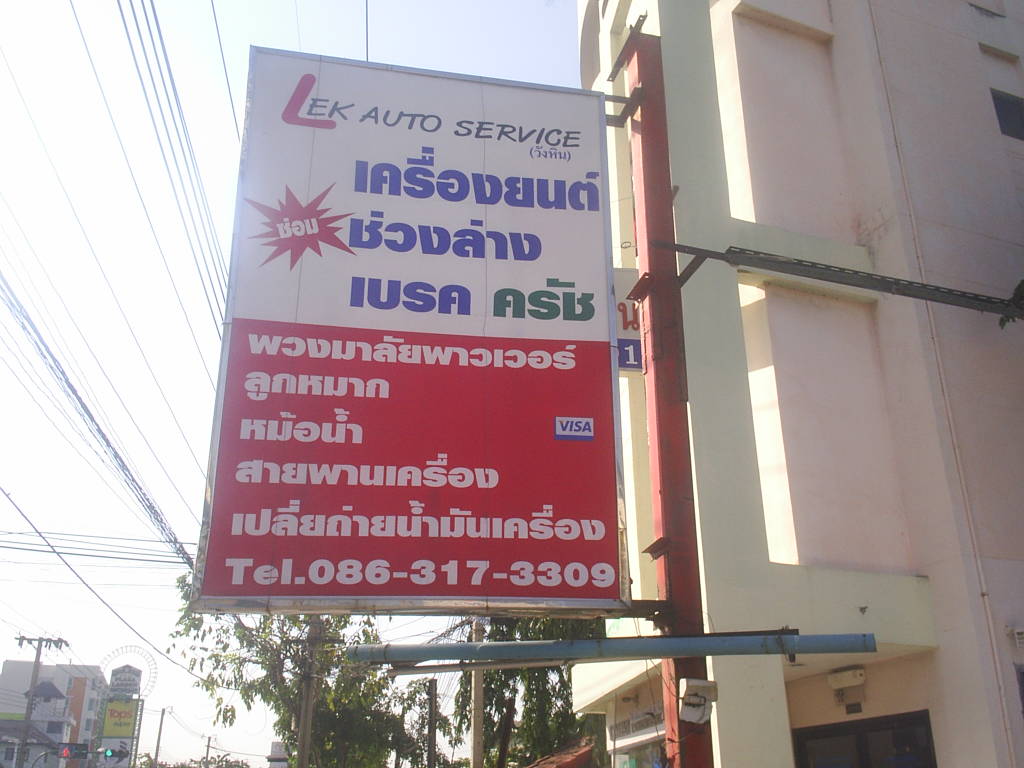 LEK AUTO SERVICE
(วังหิน)
เครื่องยนต์
ซ่อม
ช่วงล่าง
เบรค ครัช
พวงมาลัยพาวเวอร์
ลูกหมาก
หม้อน้ำ
VISA
สายพานเครื่อง
เปลี่ยถ่ายน้ำมันเครื่อง
Tel.086-317-3309
น
1
Tops